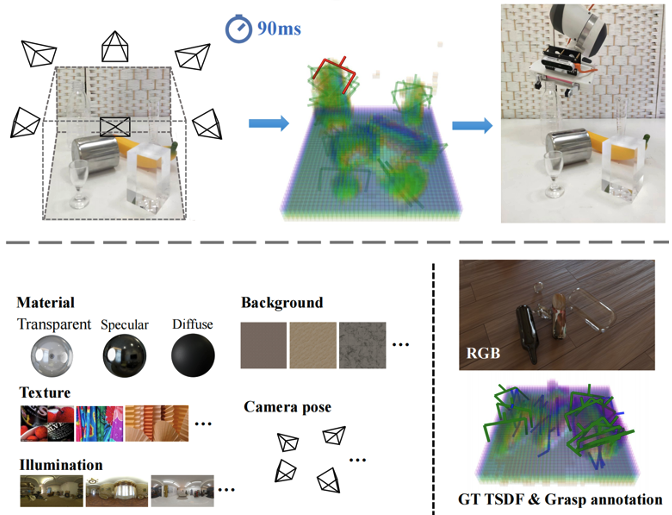 90ms
Material
Transparent Specular Diffuse
Background
...
Texture
...
Camera pose
...
Illumination
...
RGB
GT TSDF & Grasp annotation